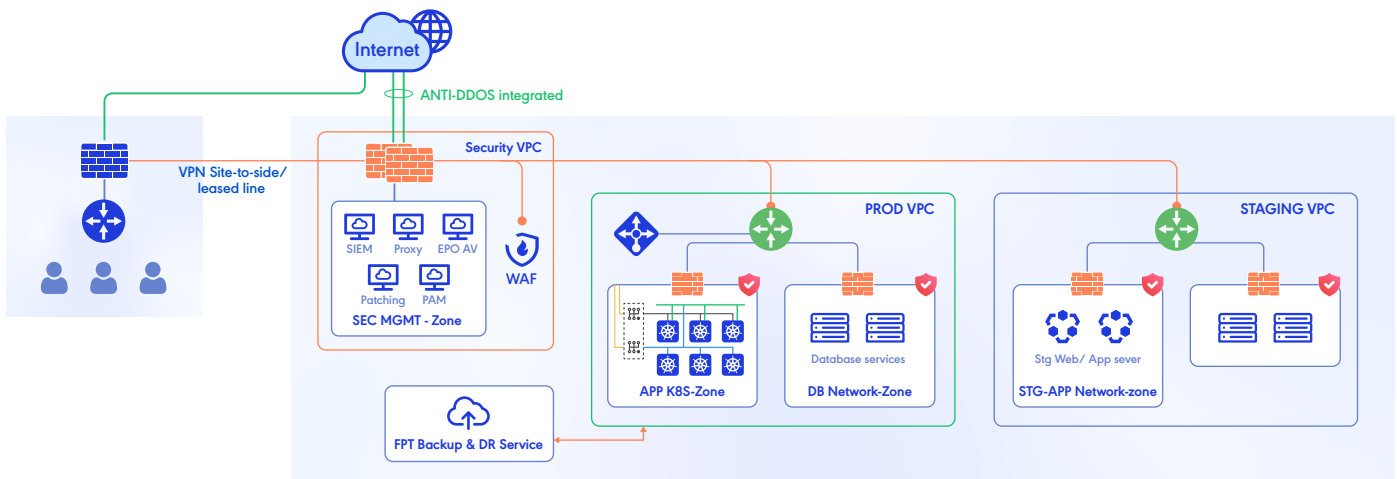 Internet
ANTI-DDOS integrated
VPN Site-to-side/
leased line
Security VPC
SIEM
Proxy
EPO AV
Patching
PAM
SEC MGMT - Zone
WAF
PROD VPC
APP K8S-Zone
Database services
DB Network-Zone
STAGING VPC
Stg Web/ App sever
STG-APP Network-zone
FPT Backup & DR Service